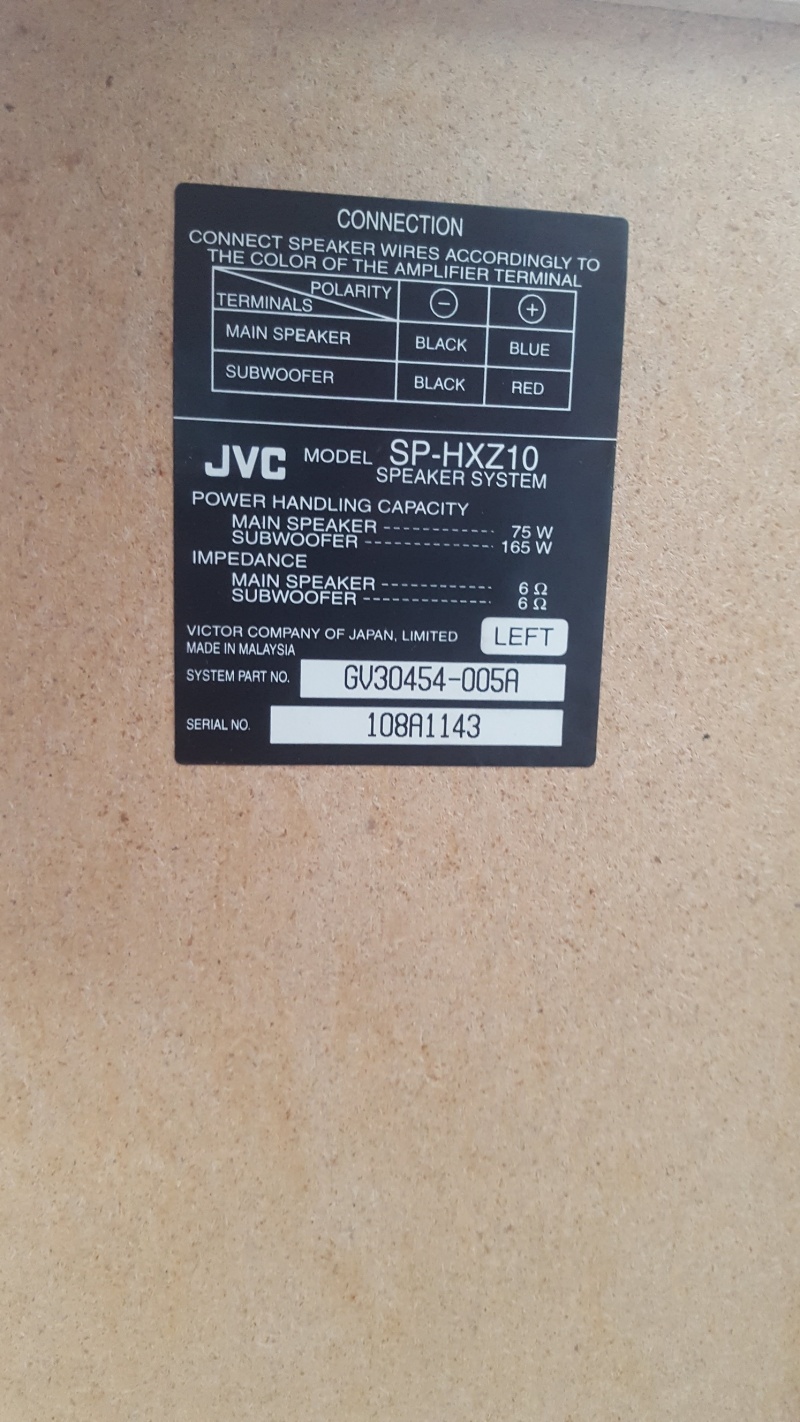 CONNECTION
CONNECT SPEAKER WIRES ACCORDINGLY TO
THE COLOR OF THE AMPLIFIER TERMINAL
POLARITY − +
TERMINALS
MAIN SPEAKER BLACK BLUE
SUBWOOFER BLACK RED
JVC MODEL SP-HXZ10
SPEAKER SYSTEM
POWER HANDLING CAPACITY
MAIN SPEAKER ------------- 75 W
SUBWOOFER --------------- 165 W
IMPEDANCE
MAIN SPEAKER ------------- 6 Ω
SUBWOOFER --------------- 6 Ω
VICTOR COMPANY OF JAPAN, LIMITED LEFT
MADE IN MALAYSIA
SYSTEM PART NO. GV30454-005A
SERIAL NO. 108A1143